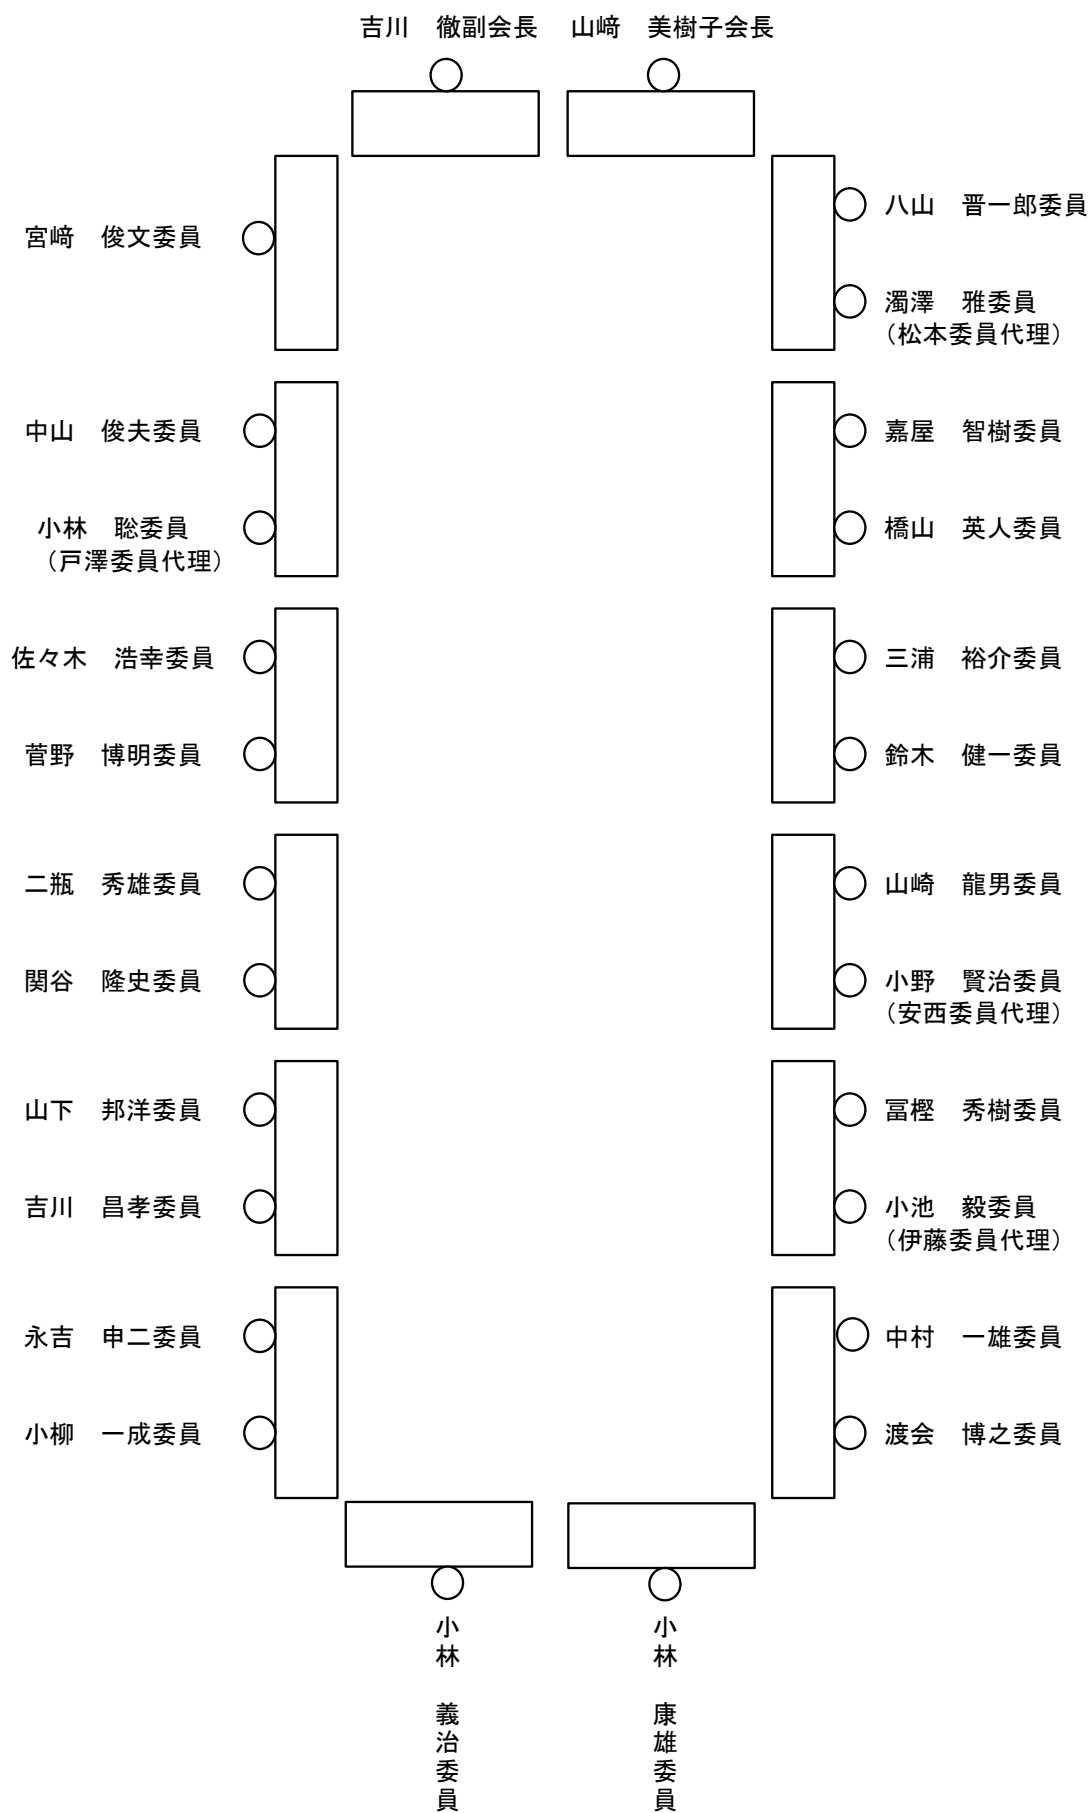 吉川　徹副会長　山﨑　美樹子会長
宮﨑　俊文委員
八山　晋一郎委員
濁澤　雅委員
（松本委員代理）
中山　俊夫委員
嘉屋　智樹委員
小林　聡委員
（戸澤委員代理）
橋山　英人委員
佐々木　浩幸委員
三浦　裕介委員
菅野　博明委員
鈴木　健一委員
二瓶　秀雄委員
山崎　龍男委員
関谷　隆史委員
小野　賢治委員
（安西委員代理）
山下　邦洋委員
冨樫　秀樹委員
吉川　昌孝委員
小池　毅委員
（伊藤委員代理）
永吉　申二委員
中村　一雄委員
小柳　一成委員
渡会　博之委員
小林　義治委員
小林　康雄委員